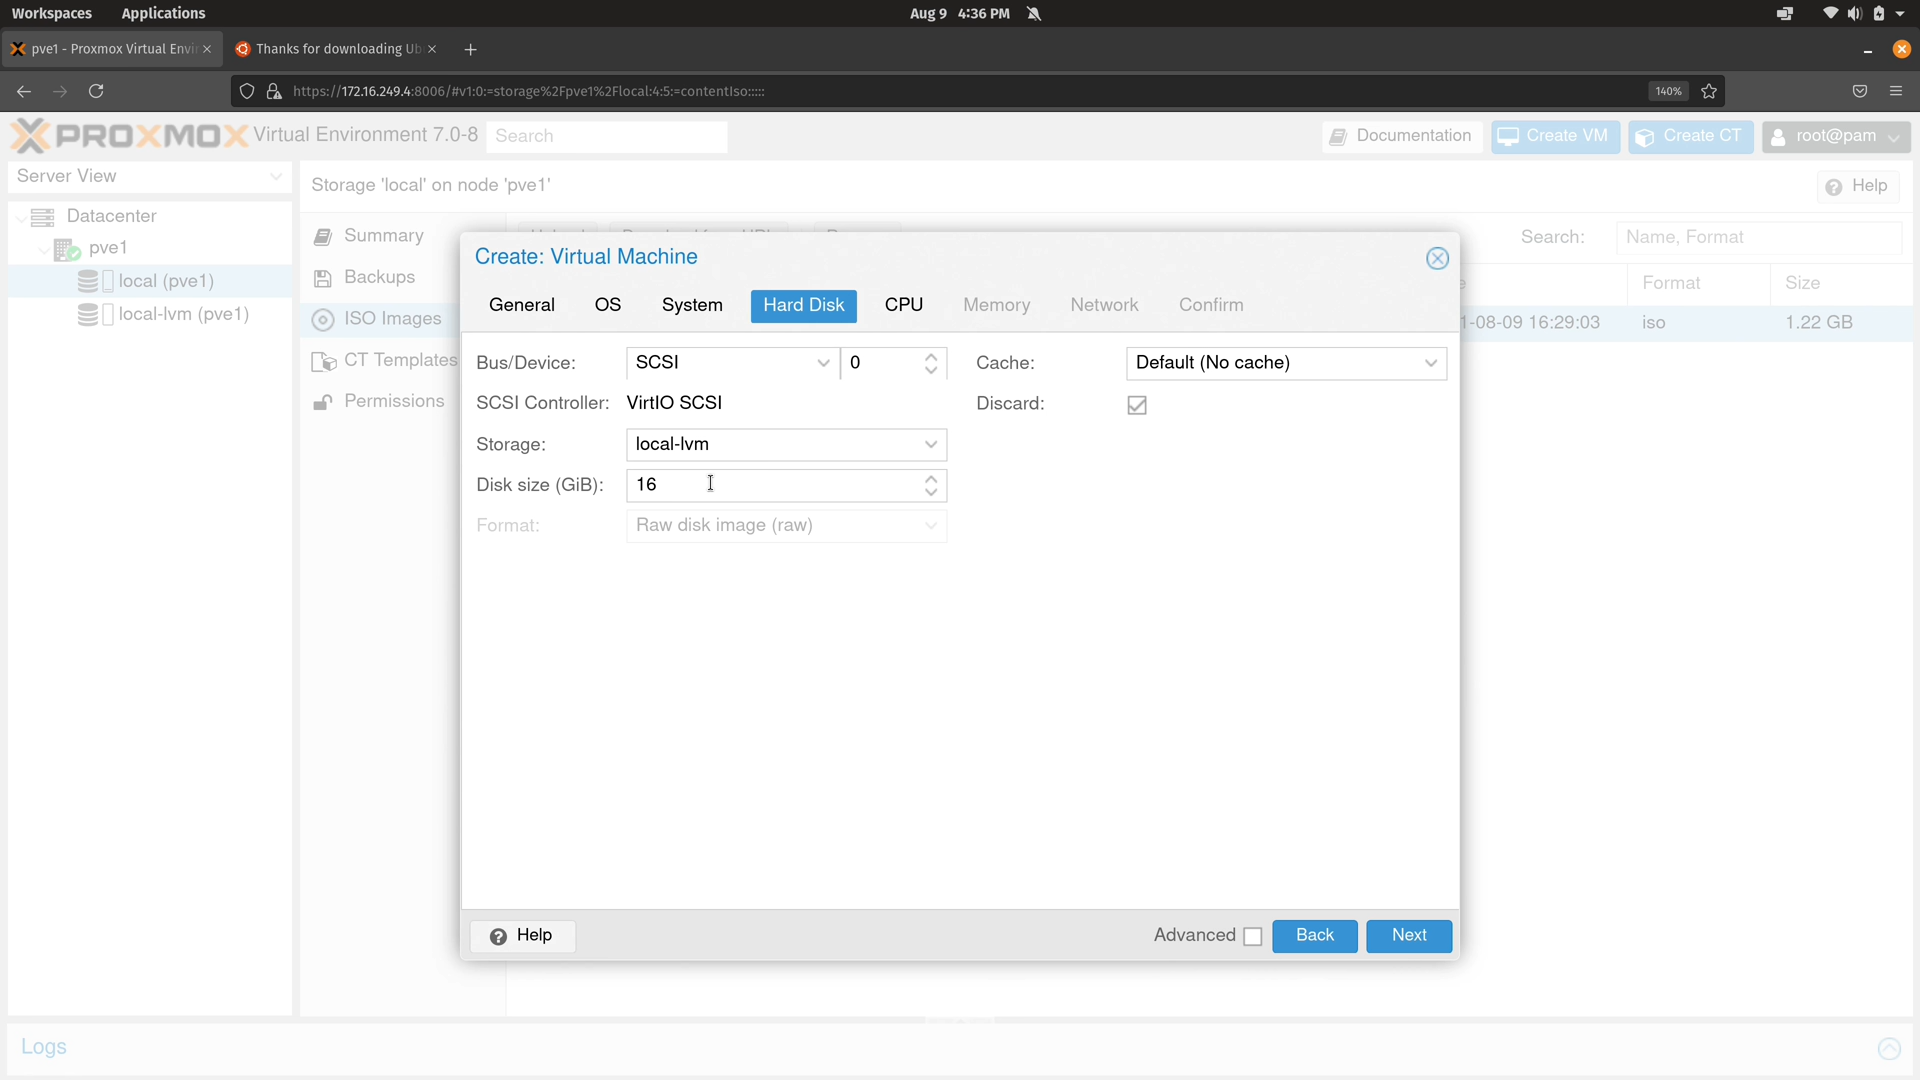 Workspaces Applications Aug 9 4:36 PM
pve1 - Proxmox Virtual Envi Thanks for downloading Ub
https://172.16.249.4:8006/#v1:0:=storage%2Fpve1%2Flocal:4:5:=contentIso::::: 140%
PROXMOX Virtual Environment 7.0-8 Search Documentation Create VM Create CT root@pam
Server View
Storage 'local' on node 'pve1' Help
Datacenter
pve1
local (pve1)
local-lvm (pve1)
Summary
Backups
ISO Images
CT Templates
Permissions
Search: Name, Format
Format Size
1-08-09 16:29:03 iso 1.22 GB
Create: Virtual Machine
General OS System Hard Disk CPU Memory Network Confirm
Bus/Device: SCSI 0 Cache: Default (No cache)
SCSI Controller: VirtIO SCSI Discard:
Storage: local-lvm
Disk size (GiB): 16
Format: Raw disk image (raw)
Help Advanced Back Next
Logs